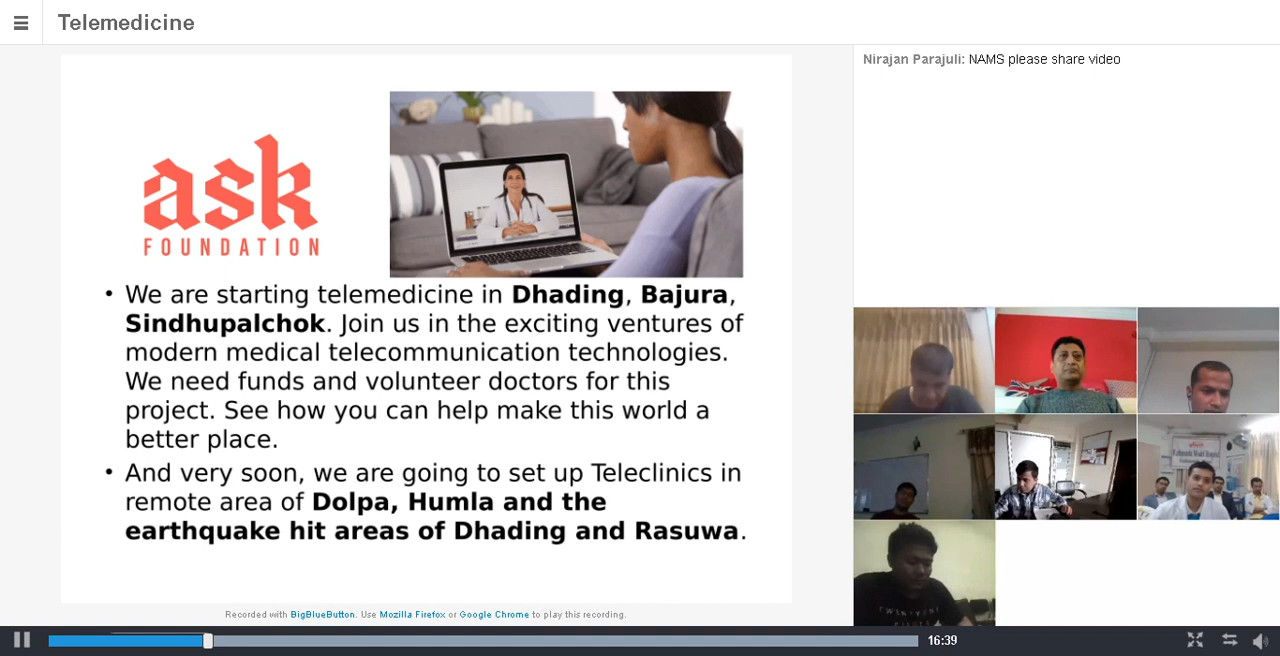 Telemedicine
Nirajan Parajuli: NAMS please share video
ask
FOUNDATION
• We are starting telemedicine in Dhading, Bajura,
Sindhupalchok. Join us in the exciting ventures of
modern medical telecommunication technologies.
We need funds and volunteer doctors for this
project. See how you can help make this world a
better place.
• And very soon, we are going to set up Teleclinics in
remote area of Dolpa, Humla and the
earthquake hit areas of Dhading and Rasuwa.
Recorded with BigBlueButton. Use Mozilla Firefox or Google Chrome to play this recording.
16:39